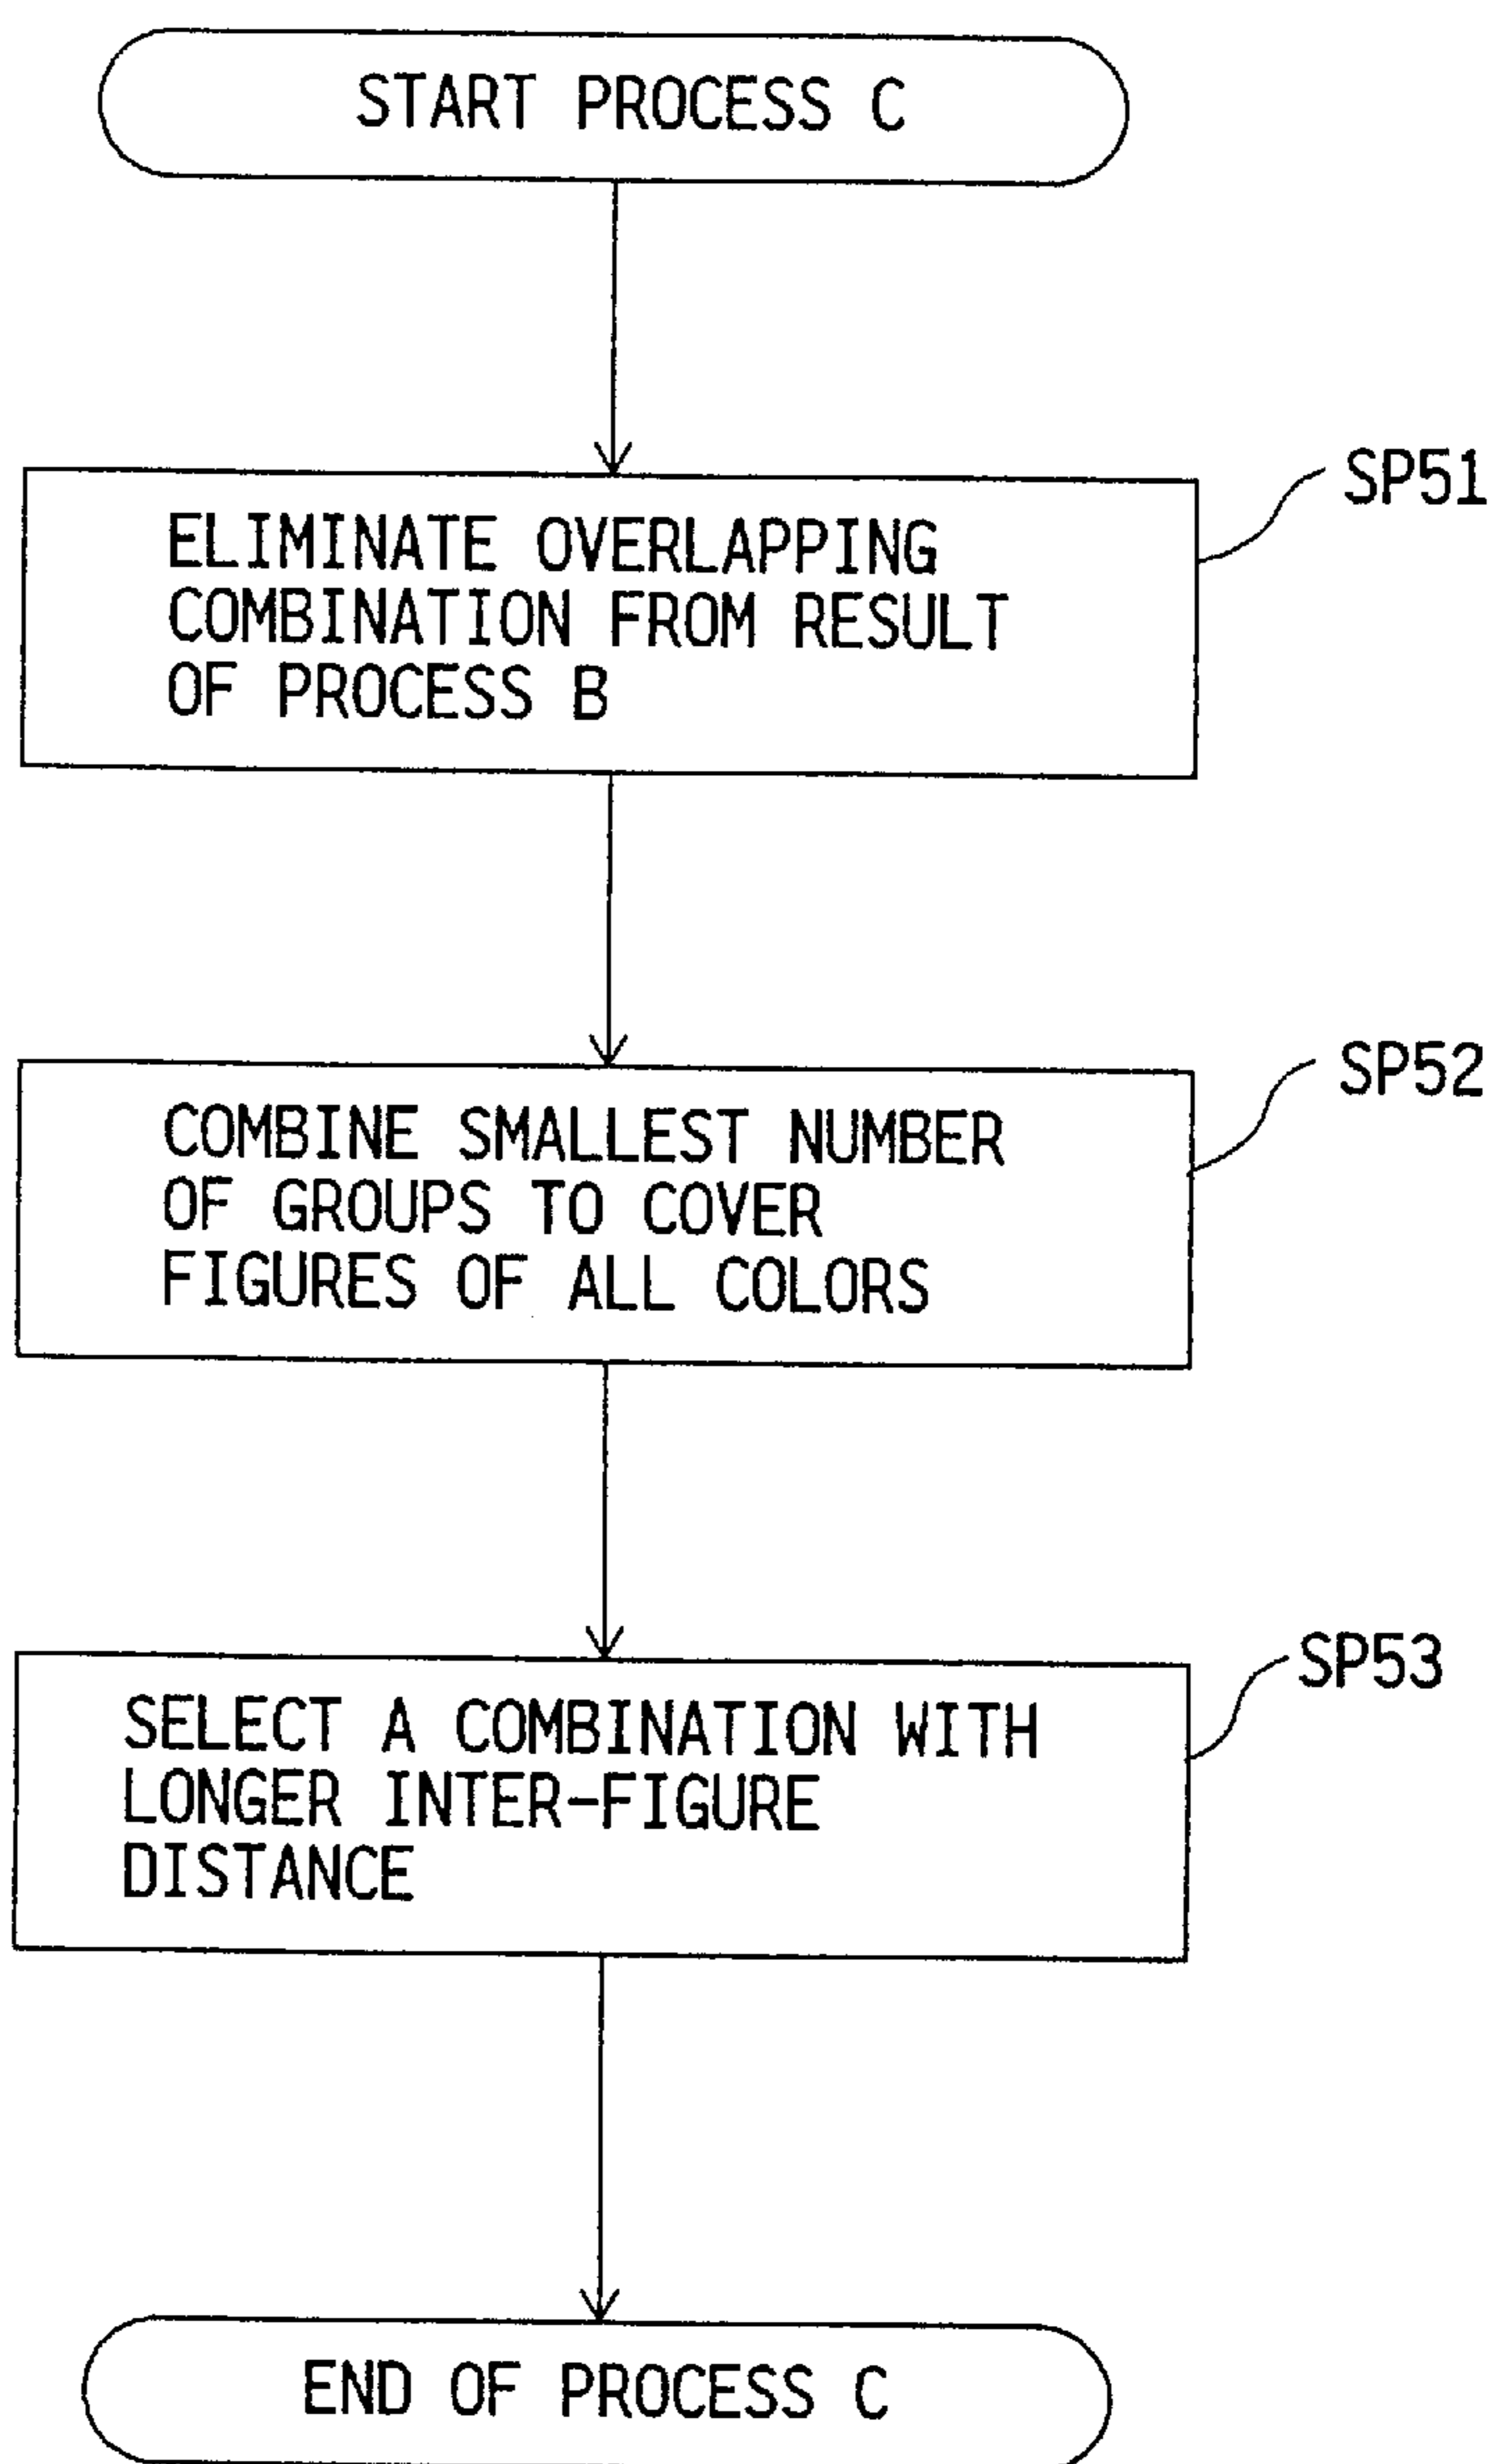 START PROCESS C
SP51
ELIMINATE OVERLAPPING
COMBINATION FROM RESULT
OF PROCESS B
SP52
COMBINE SMALLEST NUMBER
OF GROUPS TO COVER
FIGURES OF ALL COLORS
SP53
SELECT A COMBINATION WITH
LONGER INTER-FIGURE
DISTANCE
END OF PROCESS C